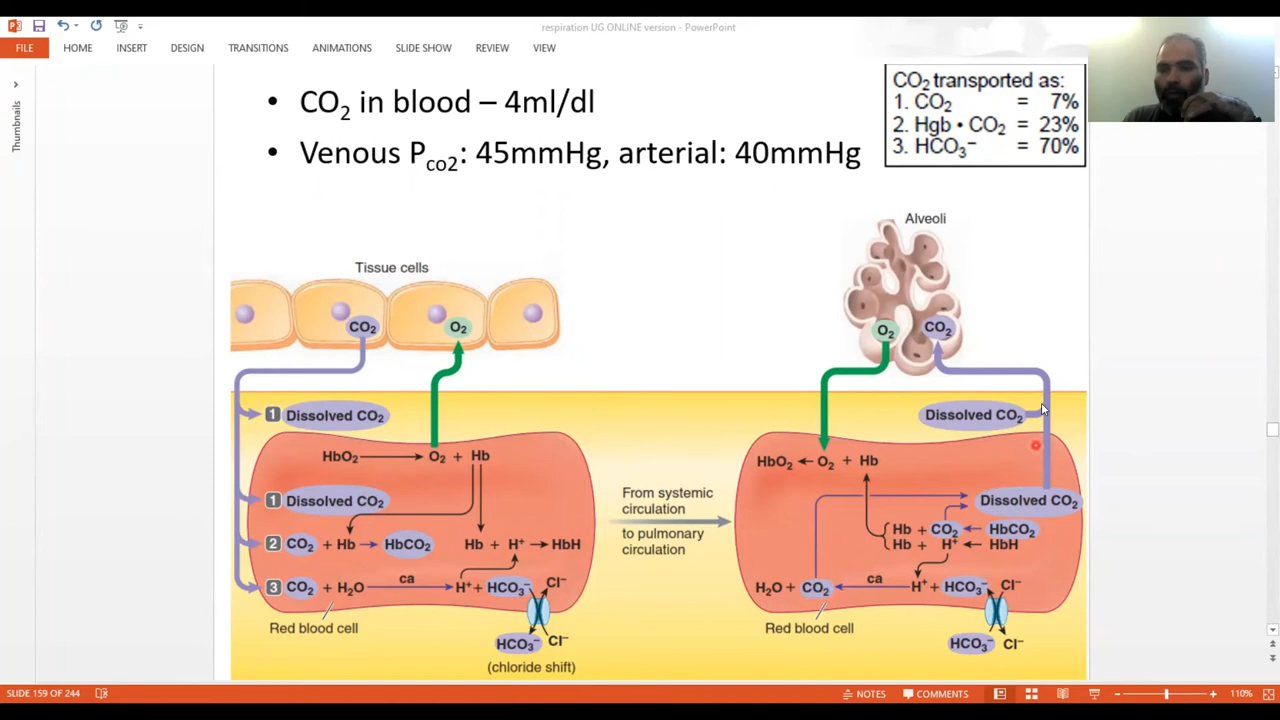 respiration UG ONLINE version - PowerPoint
FILE HOME INSERT DESIGN TRANSITIONS ANIMATIONS SLIDE SHOW REVIEW VIEW
Thumbnails
• CO2 in blood – 4ml/dl
• Venous Pco2: 45mmHg, arterial: 40mmHg
CO2 transported as:
1. CO2 = 7%
2. Hgb • CO2 = 23%
3. HCO3− = 70%
Tissue cells
CO2
O2
1 Dissolved CO2
HbO2 O2 + Hb
1 Dissolved CO2
2 CO2 + Hb HbCO2
Hb + H+ HbH
3 CO2 + H2O ca H+ + HCO3− Cl−
Red blood cell
HCO3− Cl−
(chloride shift)
From systemic
circulation
to pulmonary
circulation
Alveoli
O2
CO2
Dissolved CO2
HbO2 O2 + Hb
Dissolved CO2
Hb + CO2 HbCO2
Hb + H+ HbH
H2O + CO2 ca H+ + HCO3− Cl−
Red blood cell
HCO3− Cl−
SLIDE 159 OF 244
NOTES COMMENTS 110%